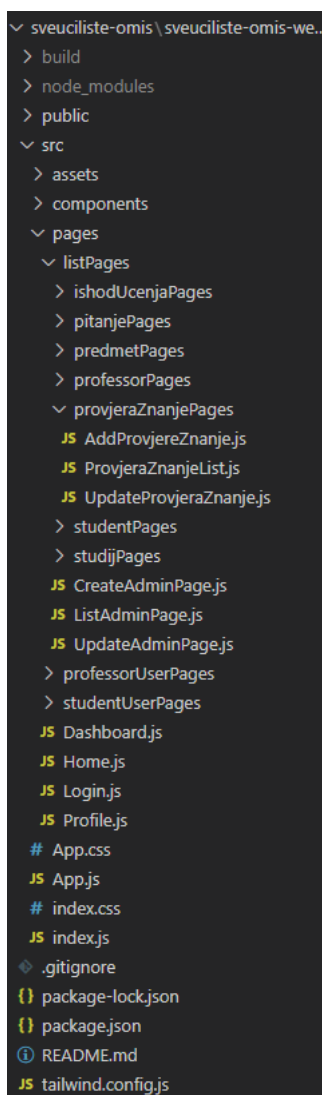 sveuciliste-omis\sveuciliste-omis-we...
build
node_modules
public
src
assets
components
pages
listPages
ishodUcenjaPages
pitanjePages
predmetPages
professorPages
provjeraZnanjePages
JS AddProvjereZnanje.js
JS ProvjeraZnanjeList.js
JS UpdateProvjeraZnanje.js
studentPages
studijPages
JS CreateAdminPage.js
JS ListAdminPage.js
JS UpdateAdminPage.js
professorUserPages
studentUserPages
JS Dashboard.js
JS Home.js
JS Login.js
JS Profile.js
# App.css
JS App.js
# index.css
JS index.js
.gitignore
{} package-lock.json
{} package.json
README.md
JS tailwind.config.js